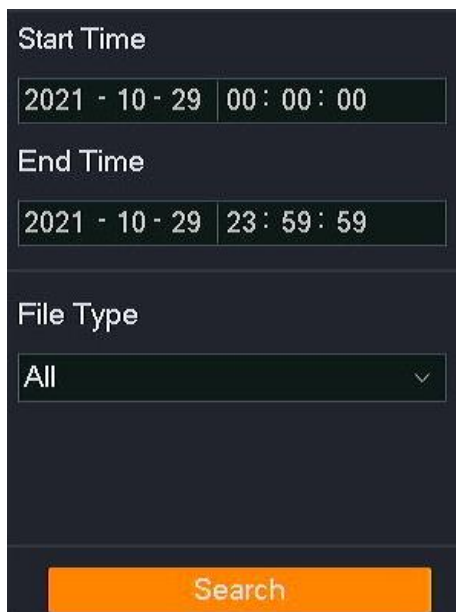 Start Time
2021 - 10 - 29 00 : 00 : 00
End Time
2021 - 10 - 29 23 : 59 : 59
File Type
All
Search